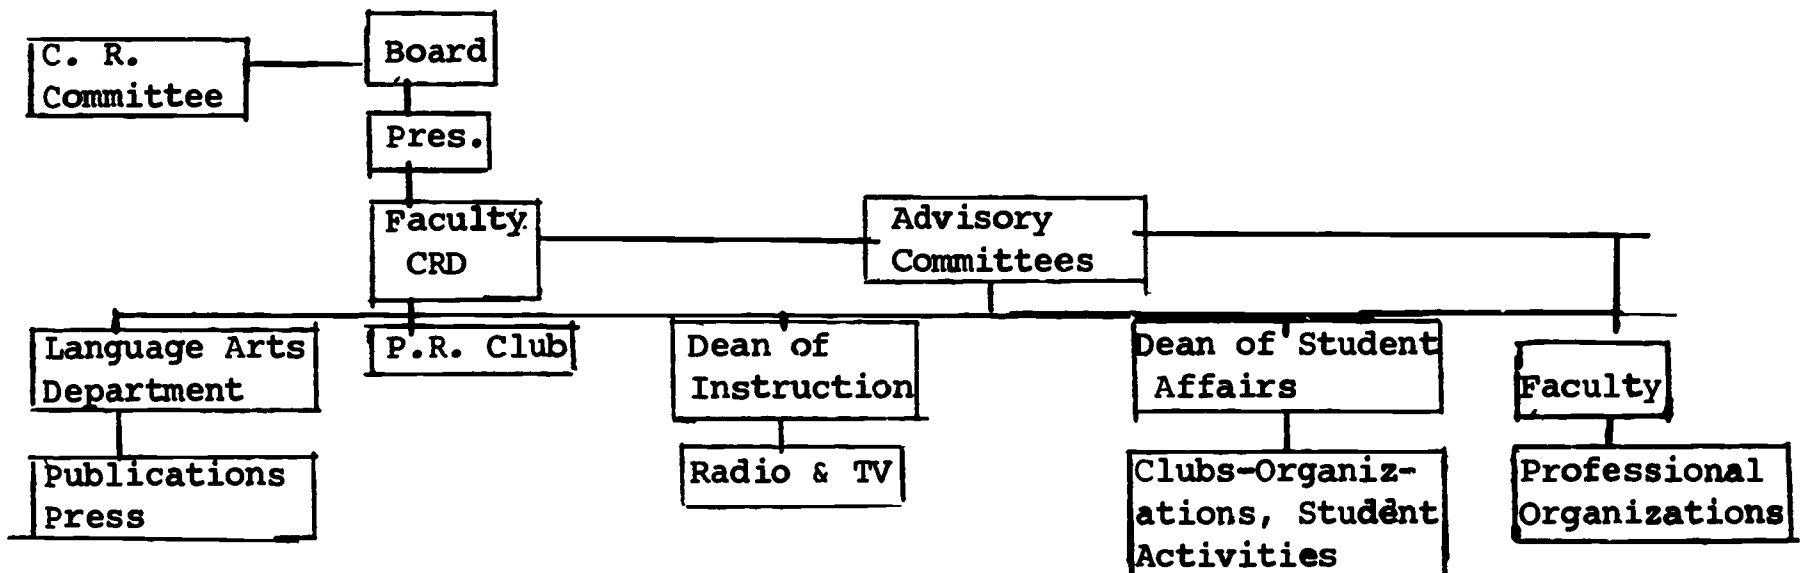 C. R.
Committee
Board
Pres.
Faculty
CRD
Advisory
Committees
Language Arts
Department
P.R. Club
Dean of
Instruction
Dean of Student
Affairs
Faculty
Publications
Press
Radio & TV
Clubs-Organiz-
ations, Student
Activities
Professional
Organizations